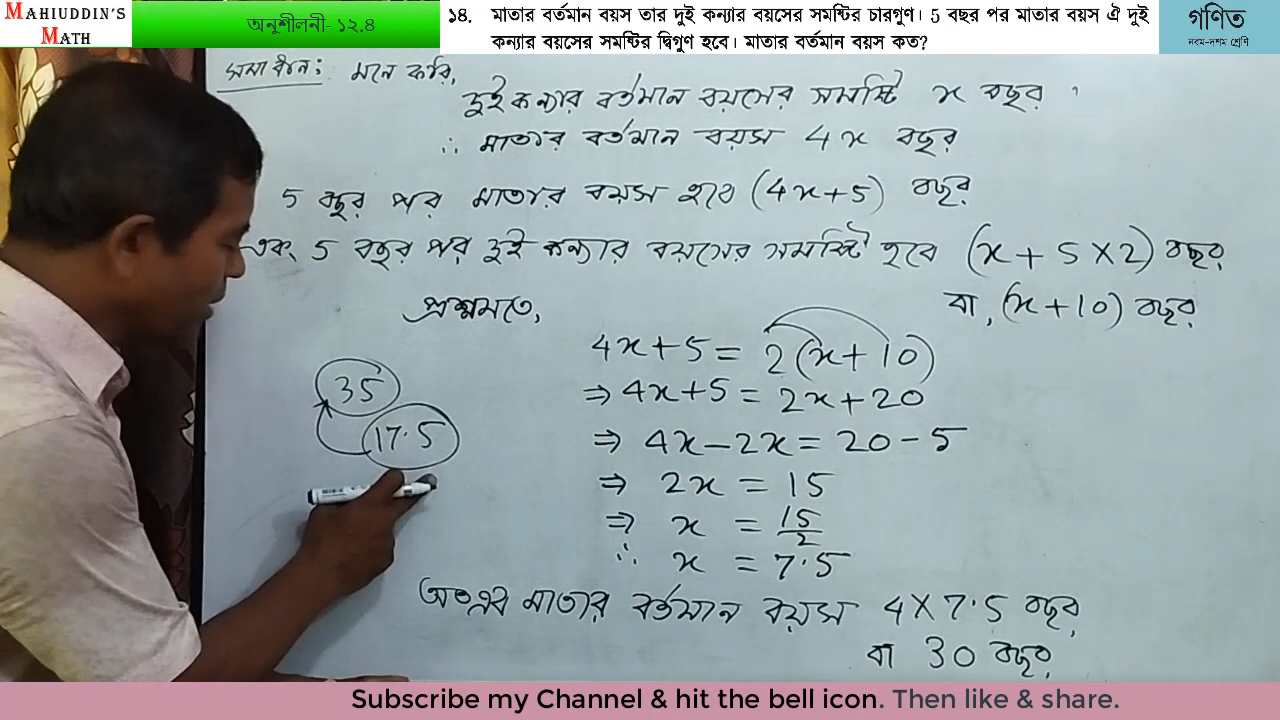 MAHIUDDIN'S
MATH
অনুশীলনী- ১২.৪
১৪. মাতার বর্তমান বয়স তার দুই কন্যার বয়সের সমষ্টির চারগুণ। 5 বছর পর মাতার বয়স ঐ দুই
কন্যার বয়সের সমষ্টির দ্বিগুণ হবে। মাতার বর্তমান বয়স কত?
গণিত
নবম-দশম শ্রেণি
সমাধান: মনে করি,
দুই কন্যার বর্তমান বয়সের সমষ্টি x বছর
∴ মাতার বর্তমান বয়স 4x বছর
5 বছর পর মাতার বয়স হবে (4x+5) বছর
এবং 5 বছর পর দুই কন্যার বয়সের সমষ্টি হবে (x + 5 × 2) বছর
বা, (x + 10) বছর
প্রশ্নমতে,
4x + 5 = 2(x + 10)
⇒ 4x + 5 = 2x + 20
⇒ 4x – 2x = 20 – 5
⇒ 2x = 15
⇒ x = 15/2
∴ x = 7.5
35
17.5
অতএব মাতার বর্তমান বয়স 4 × 7.5 বছর
বা 30 বছর
Subscribe my Channel & hit the bell icon. Then like & share.